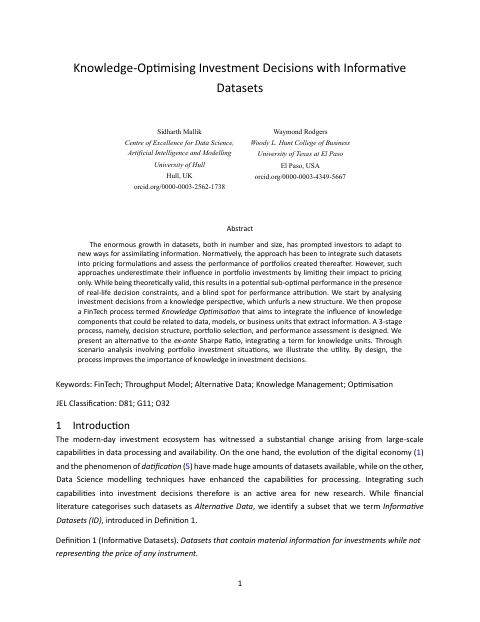 Knowledge-Optimising Investment Decisions with Informative
Datasets
Sidharth Mallik
Centre of Excellence for Data Science,
Artificial Intelligence and Modelling
University of Hull
Hull, UK
orcid.org/0000-0003-2562-1738
Waymond Rodgers
Woody L. Hunt College of Business
University of Texas at El Paso
El Paso, USA
orcid.org/0000-0003-4349-5667
Abstract
The enormous growth in datasets, both in number and size, has prompted investors to adapt to
new ways for assimilating information. Normatively, the approach has been to integrate such datasets
into pricing formulations and assess the performance of portfolios created thereafter. However, such
approaches underestimate their influence in portfolio investments by limiting their impact to pricing
only. While being theoretically valid, this results in a potential sub-optimal performance in the presence
of real-life decision constraints, and a blind spot for performance attribution. We start by analysing
investment decisions from a knowledge perspective, which unfurls a new structure. We then propose
a FinTech process termed Knowledge Optimisation that aims to integrate the influence of knowledge
components that could be related to data, models, or business units that extract information. A 3-stage
process, namely, decision structure, portfolio selection, and performance assessment is designed. We
present an alternative to the ex-ante Sharpe Ratio, integrating a term for knowledge units. Through
scenario analysis involving portfolio investment situations, we illustrate the utility. By design, the
process improves the importance of knowledge in investment decisions.
Keywords: FinTech; Throughput Model; Alternative Data; Knowledge Management; Optimisation
JEL Classification: D81; G11; O32
1 Introduction
The modern-day investment ecosystem has witnessed a substantial change arising from large-scale
capabilities in data processing and availability. On the one hand, the evolution of the digital economy (1)
and the phenomenon of datification (5) have made huge amounts of datasets available, while on the other,
Data Science modelling techniques have enhanced the capabilities for processing. Integrating such
capabilities into investment decisions therefore is an active area for new research. While financial
literature categorises such datasets as Alternative Data, we identify a subset that we term Informative
Datasets (ID), introduced in Definition 1.
Definition 1 (Informative Datasets). Datasets that contain material information for investments while not
representing the price of any instrument.
1